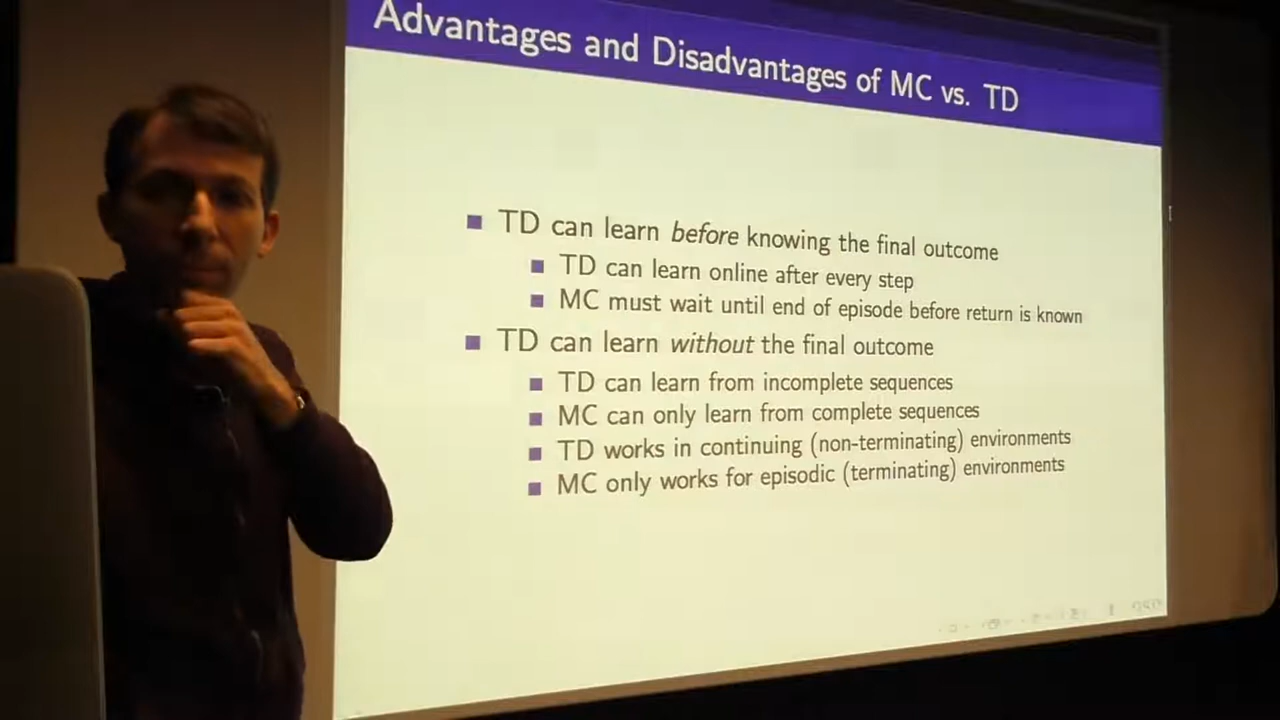 Advantages and Disadvantages of MC vs. TD
TD can learn before knowing the final outcome
TD can learn online after every step
MC must wait until end of episode before return is known
TD can learn without the final outcome
TD can learn from incomplete sequences
MC can only learn from complete sequences
TD works in continuing (non-terminating) environments
MC only works for episodic (terminating) environments